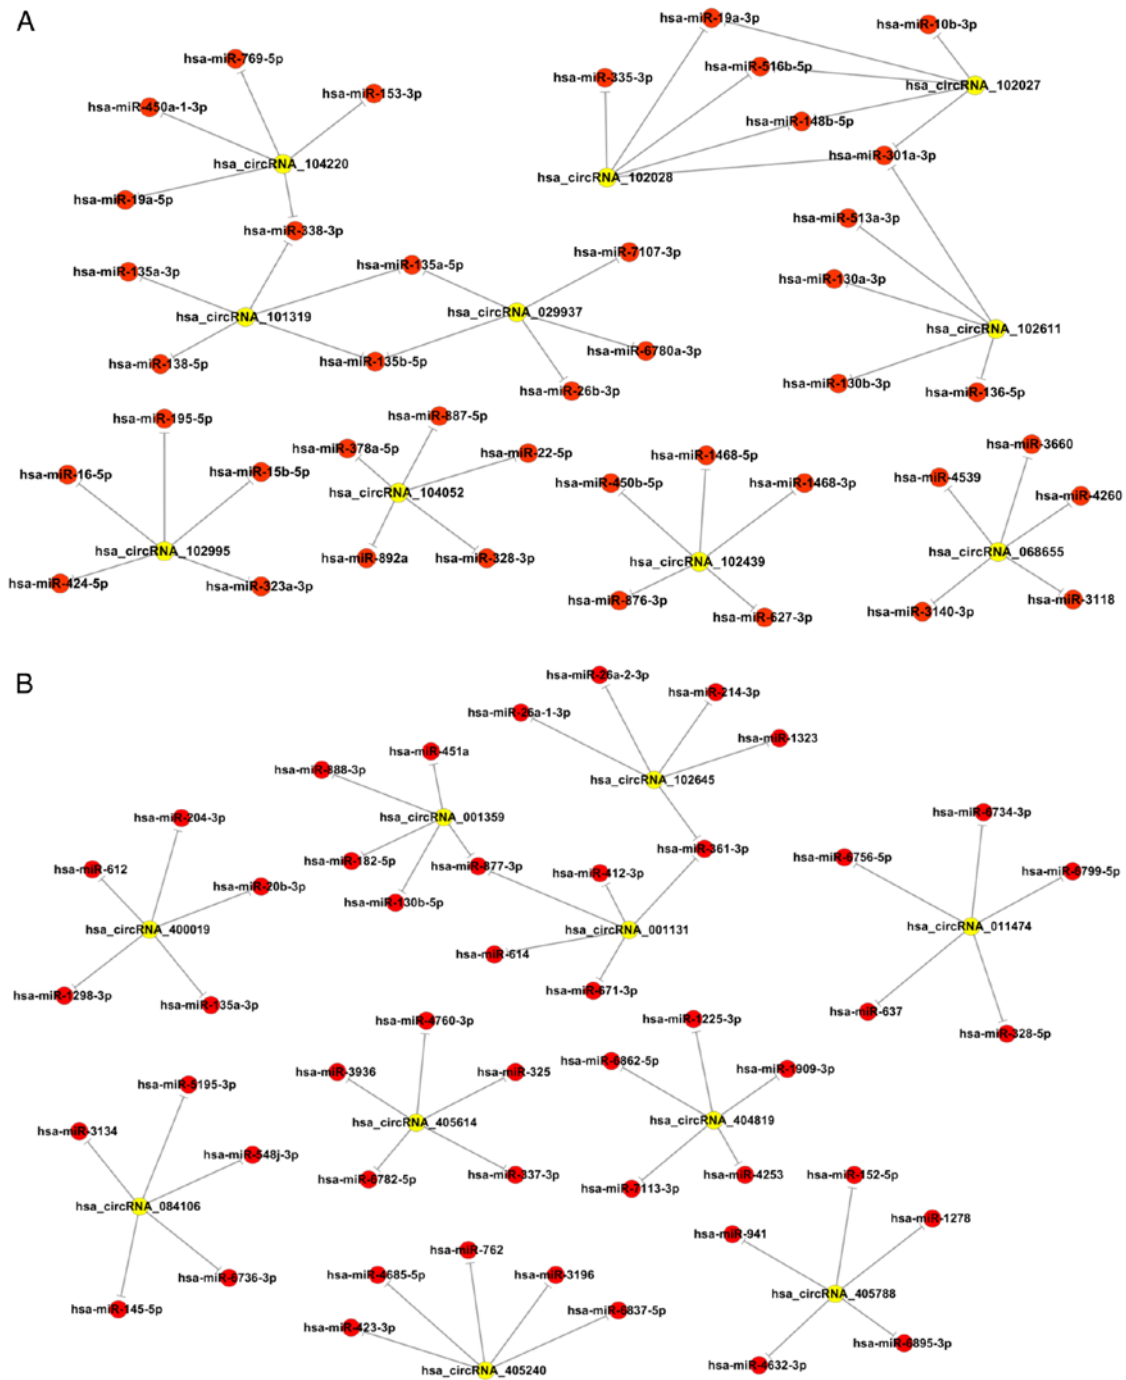 A
hsa-miR-19a-3p
hsa-miR-10b-3p
hsa-miR-769-5p
hsa-miR-516b-5p
hsa-miR-335-3p
hsa_circRNA_102027
hsa-miR-153-3p
hsa-miR-450a-1-3p
hsa-miR-148b-5p
hsa-miR-301a-3p
hsa_circRNA_104220
hsa_circRNA_102028
hsa-miR-19a-5p
hsa-miR-513a-3p
hsa-miR-338-3p
hsa-miR-7107-3p
hsa-miR-135a-5p
hsa-miR-135a-3p
hsa-miR-130a-3p
hsa_circRNA_101319
hsa_circRNA_029937
hsa_circRNA_102611
hsa-miR-6780a-3p
hsa-miR-138-5p
hsa-miR-135b-5p
hsa-miR-130b-3p
hsa-miR-26b-3p
hsa-miR-136-5p
hsa-miR-195-5p
hsa-miR-887-5p
hsa-miR-3660
hsa-miR-378a-5p
hsa-miR-22-5p
hsa-miR-1468-5p
hsa-miR-16-5p
hsa-miR-15b-5p
hsa-miR-450b-5p
hsa-miR-1468-3p
hsa-miR-4539
hsa_circRNA_104052
hsa-miR-4260
hsa_circRNA_102995
hsa-miR-892a
hsa-miR-328-3p
hsa_circRNA_102439
hsa_circRNA_068655
hsa-miR-424-5p
hsa-miR-323a-3p
hsa-miR-876-3p
hsa-miR-3118
hsa-miR-627-3p
hsa-miR-3140-3p
B
hsa-miR-26a-2-3p
hsa-miR-214-3p
hsa-miR-26a-1-3p
hsa-miR-1323
hsa-miR-451a
hsa-miR-888-3p
hsa_circRNA_102645
hsa-miR-204-3p
hsa_circRNA_001359
hsa-miR-6734-3p
hsa-miR-361-3p
hsa-miR-182-5p
hsa-miR-877-3p
hsa-miR-6756-5p
hsa-miR-612
hsa-miR-412-3p
hsa-miR-6799-5p
hsa-miR-20b-3p
hsa-miR-130b-5p
hsa_circRNA_400019
hsa_circRNA_001131
hsa_circRNA_011474
hsa-miR-614
hsa-miR-1298-3p
hsa-miR-135a-3p
hsa-miR-671-3p
hsa-miR-637
hsa-miR-4760-3p
hsa-miR-1225-3p
hsa-miR-328-5p
hsa-miR-3936
hsa-miR-325
hsa-miR-6862-5p
hsa-miR-1909-3p
hsa-miR-5195-3p
hsa_circRNA_405614
hsa_circRNA_404819
hsa-miR-3134
hsa-miR-548j-3p
hsa-miR-6782-5p
hsa-miR-337-3p
hsa-miR-4253
hsa-miR-152-5p
hsa-miR-7113-3p
hsa_circRNA_084106
hsa-miR-1278
hsa-miR-941
hsa-miR-762
hsa-miR-6736-3p
hsa-miR-4685-5p
hsa-miR-3196
hsa_circRNA_405788
hsa-miR-145-5p
hsa-miR-423-3p
hsa-miR-6837-5p
hsa-miR-6895-3p
hsa_circRNA_405240
hsa-miR-4632-3p